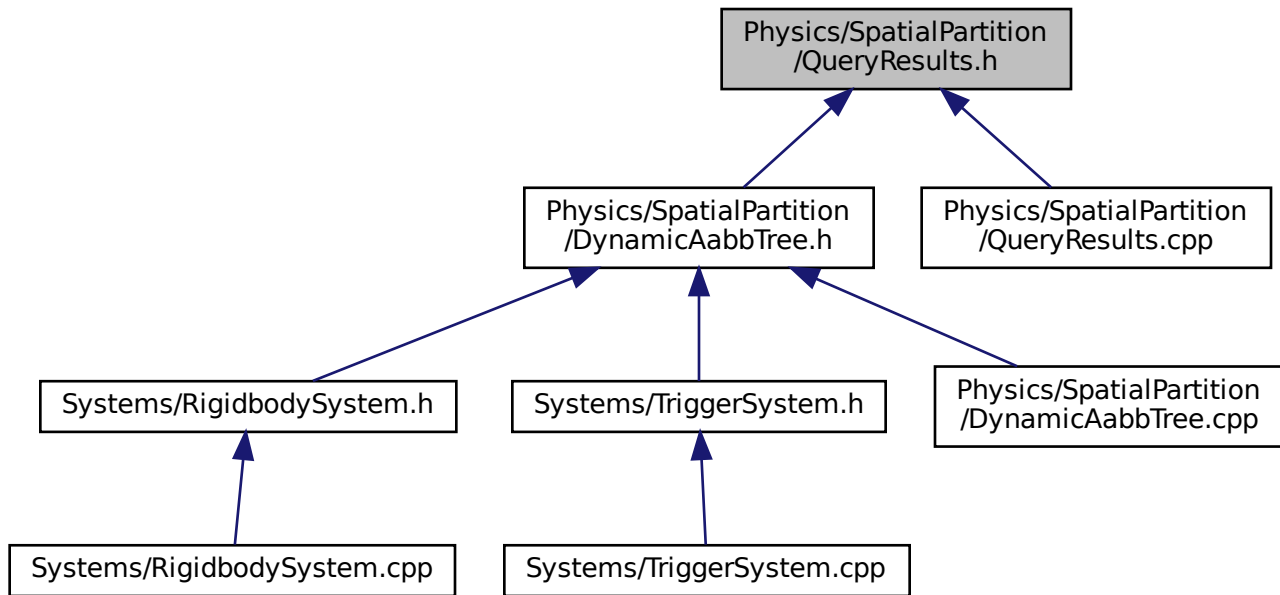 Physics/SpatialPartition
/QueryResults.h
Physics/SpatialPartition
/DynamicAabbTree.h
Physics/SpatialPartition
/QueryResults.cpp
Systems/RigidbodySystem.h
Systems/TriggerSystem.h
Physics/SpatialPartition
/DynamicAabbTree.cpp
Systems/RigidbodySystem.cpp
Systems/TriggerSystem.cpp